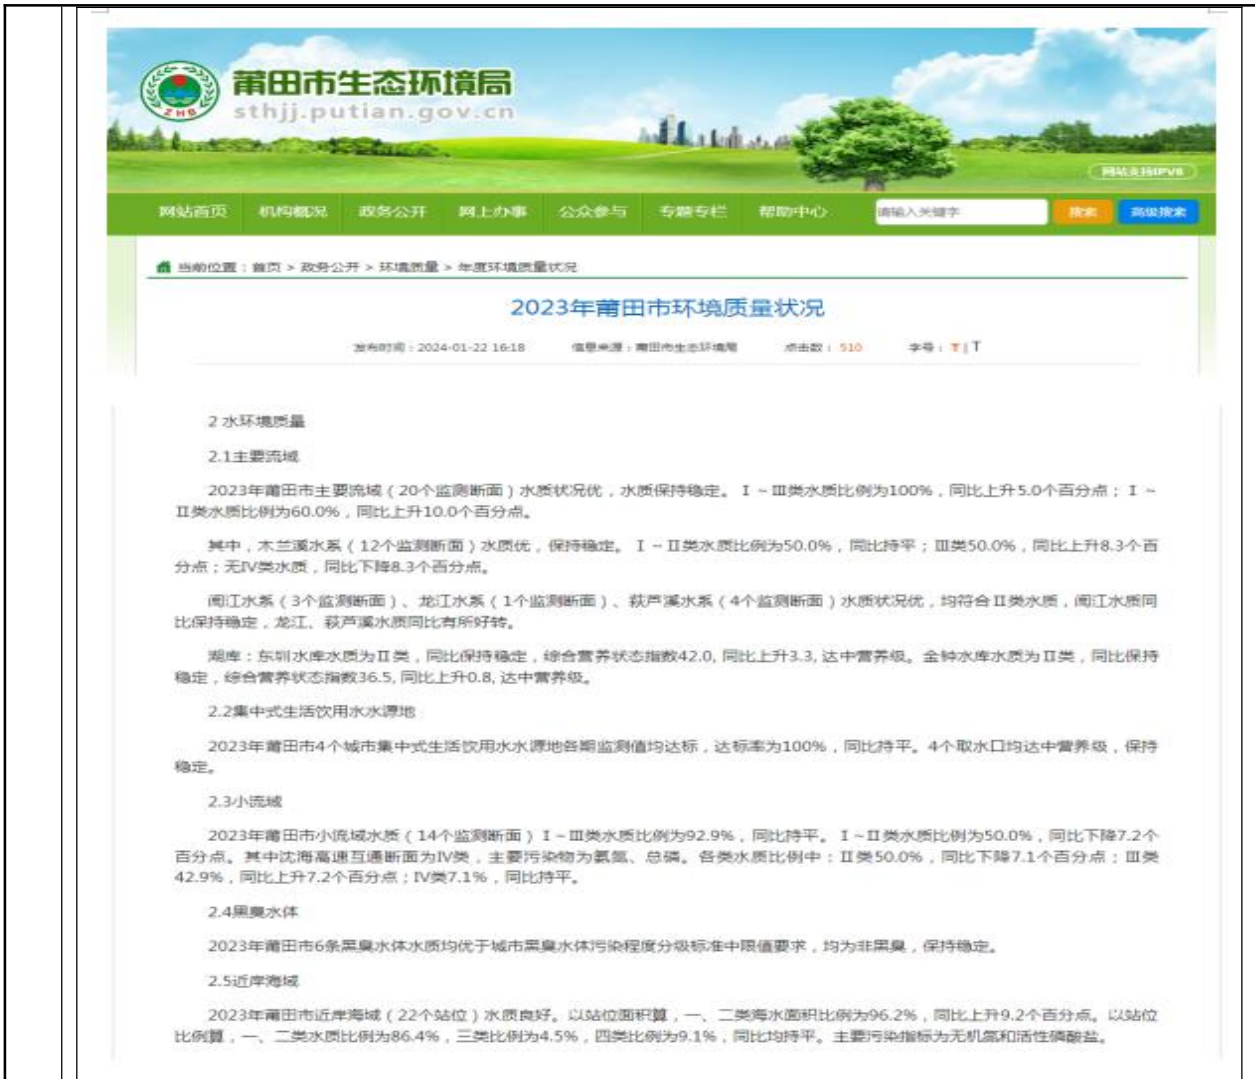 莆田市生态环境局
sthjj.putian.gov.cn
ZHB
网站支持IPV6
网站首页 机构概况 政务公开 网上办事 公众参与 专题专栏 帮助中心 请输入关键字 搜索 高级搜索
当前位置：首页 > 政务公开 > 环境质量 > 年度环境质量状况
2023年莆田市环境质量状况
发布时间：2024-01-22 16:18 信息来源：莆田市生态环境局 点击数：510 字号：T | T
2 水环境质量
2.1主要流域
2023年莆田市主要流域（20个监测断面）水质状况优，水质保持稳定。Ⅰ～Ⅲ类水质比例为100%，同比上升5.0个百分点；Ⅰ～
Ⅱ类水质比例为60.0%，同比上升10.0个百分点。
其中，木兰溪水系（12个监测断面）水质优，保持稳定。Ⅰ～Ⅱ类水质比例为50.0%，同比持平；Ⅲ类50.0%，同比上升8.3个百
分点；无Ⅳ类水质，同比下降8.3个百分点。
闽江水系（3个监测断面）、龙江水系（1个监测断面）、萩芦溪水系（4个监测断面）水质状况优，均符合Ⅱ类水质，闽江水质同
比保持稳定，龙江、萩芦溪水质同比有所好转。
湖库：东圳水库水质为Ⅱ类，同比保持稳定，综合营养状态指数42.0, 同比上升3.3, 达中营养级。金钟水库水质为Ⅱ类，同比保持
稳定，综合营养状态指数36.5, 同比上升0.8, 达中营养级。
2.2集中式生活饮用水水源地
2023年莆田市4个城市集中式生活饮用水水源地各期监测值均达标，达标率为100%，同比持平。4个取水口均达中营养级，保持
稳定。
2.3小流域
2023年莆田市小流域水质（14个监测断面）Ⅰ～Ⅲ类水质比例为92.9%，同比持平。Ⅰ～Ⅱ类水质比例为50.0%，同比下降7.2个
百分点。其中沈海高速互通断面为Ⅳ类，主要污染物为氨氮、总磷。各类水质比例中：Ⅱ类50.0%，同比下降7.1个百分点；Ⅲ类
42.9%，同比上升7.2个百分点；Ⅳ类7.1%，同比持平。
2.4黑臭水体
2023年莆田市6条黑臭水体水质均优于城市黑臭水体污染程度分级标准中限值要求，均为非黑臭，保持稳定。
2.5近岸海域
2023年莆田市近岸海域（22个站位）水质良好。以站位面积算，一、二类海水面积比例为96.2%，同比上升9.2个百分点。以站位
比例算，一、二类水质比例为86.4%，三类比例为4.5%，四类比例为9.1%，同比均持平。主要污染指标为无机氮和活性磷酸盐。